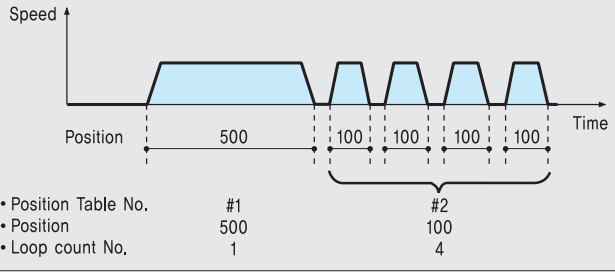 Speed
Time
Position 500 100 100 100 100
• Position Table No. #1 #2
• Position 500 100
• Loop count No. 1 4